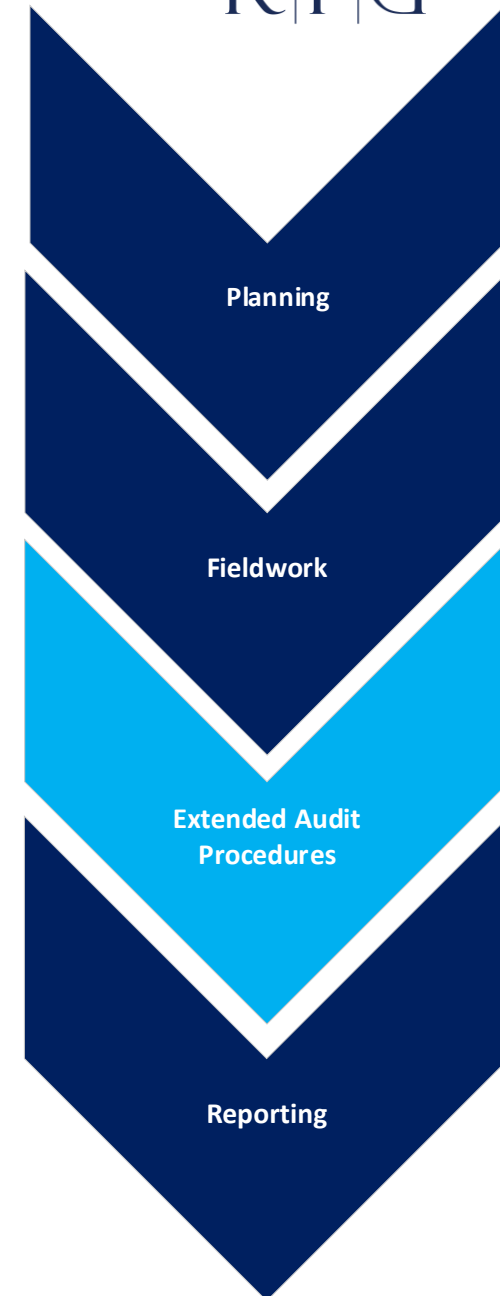 Planning
Fieldwork
Extended Audit
Procedures
Reporting